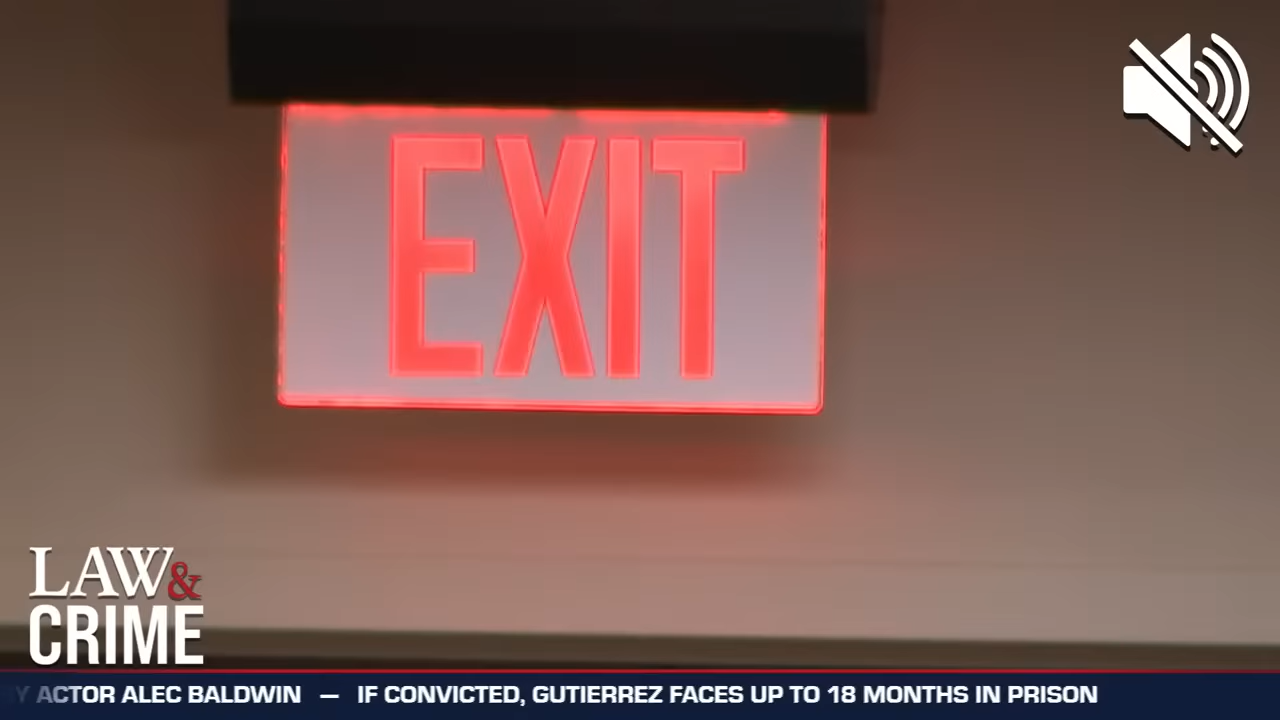 EXIT
LAW&
CRIME
Y ACTOR ALEC BALDWIN — IF CONVICTED, GUTIERREZ FACES UP TO 18 MONTHS IN PRISON